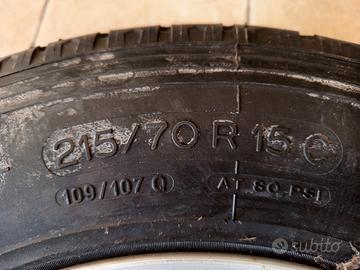 215/70 R 15 C
109/107 Q AT 80 PSI
subito